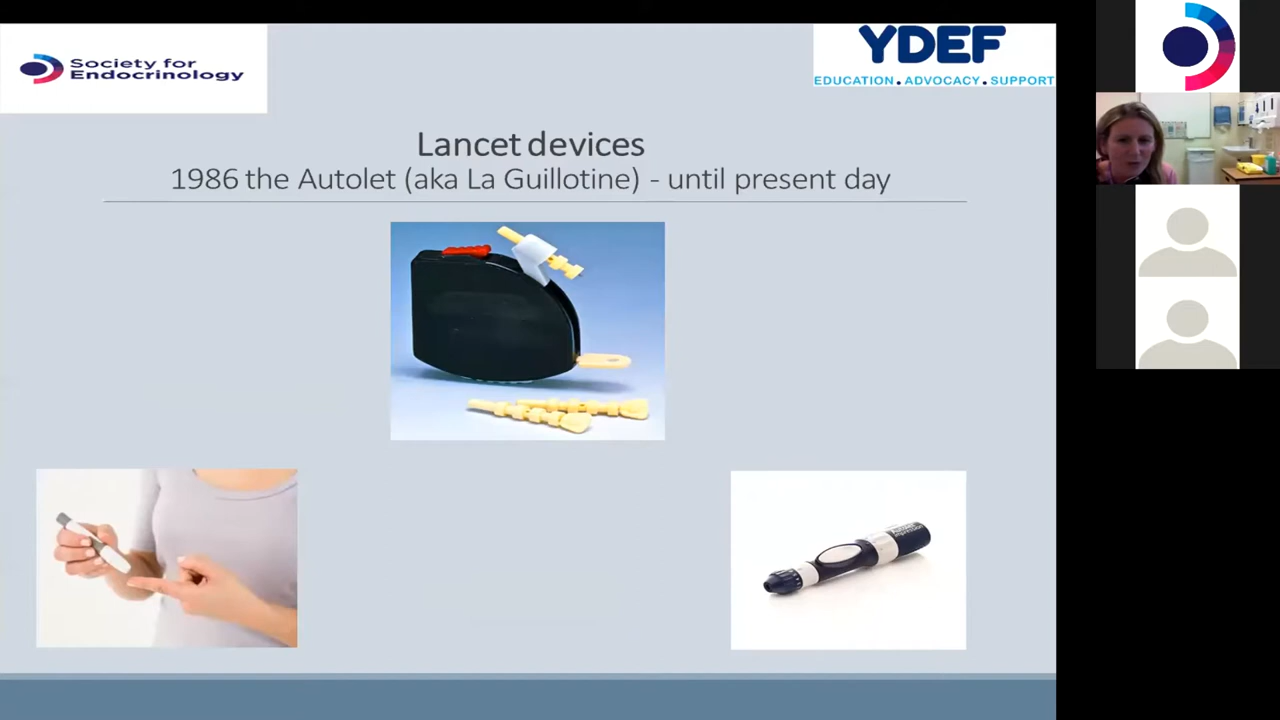 Society for
Endocrinology
YDEF
EDUCATION . ADVOCACY . SUPPORT
Lancet devices
1986 the Autolet (aka La Guillotine) - until present day